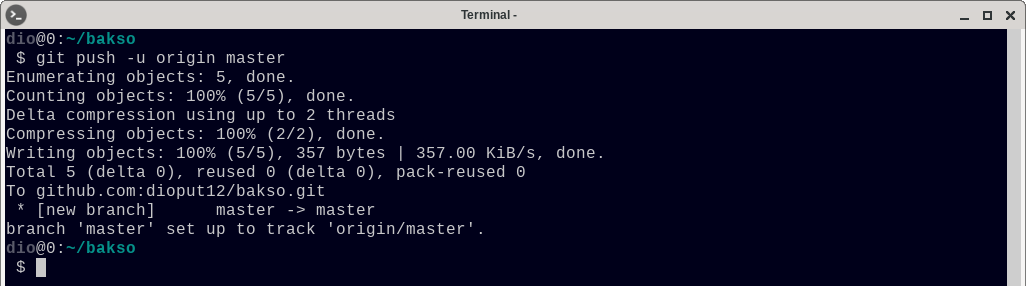 Terminal -
dio@0:~/bakso
$ git push -u origin master
Enumerating objects: 5, done.
Counting objects: 100% (5/5), done.
Delta compression using up to 2 threads
Compressing objects: 100% (2/2), done.
Writing objects: 100% (5/5), 357 bytes | 357.00 KiB/s, done.
Total 5 (delta 0), reused 0 (delta 0), pack-reused 0
To github.com:dioput12/bakso.git
 * [new branch]      master -> master
branch 'master' set up to track 'origin/master'.
dio@0:~/bakso
$